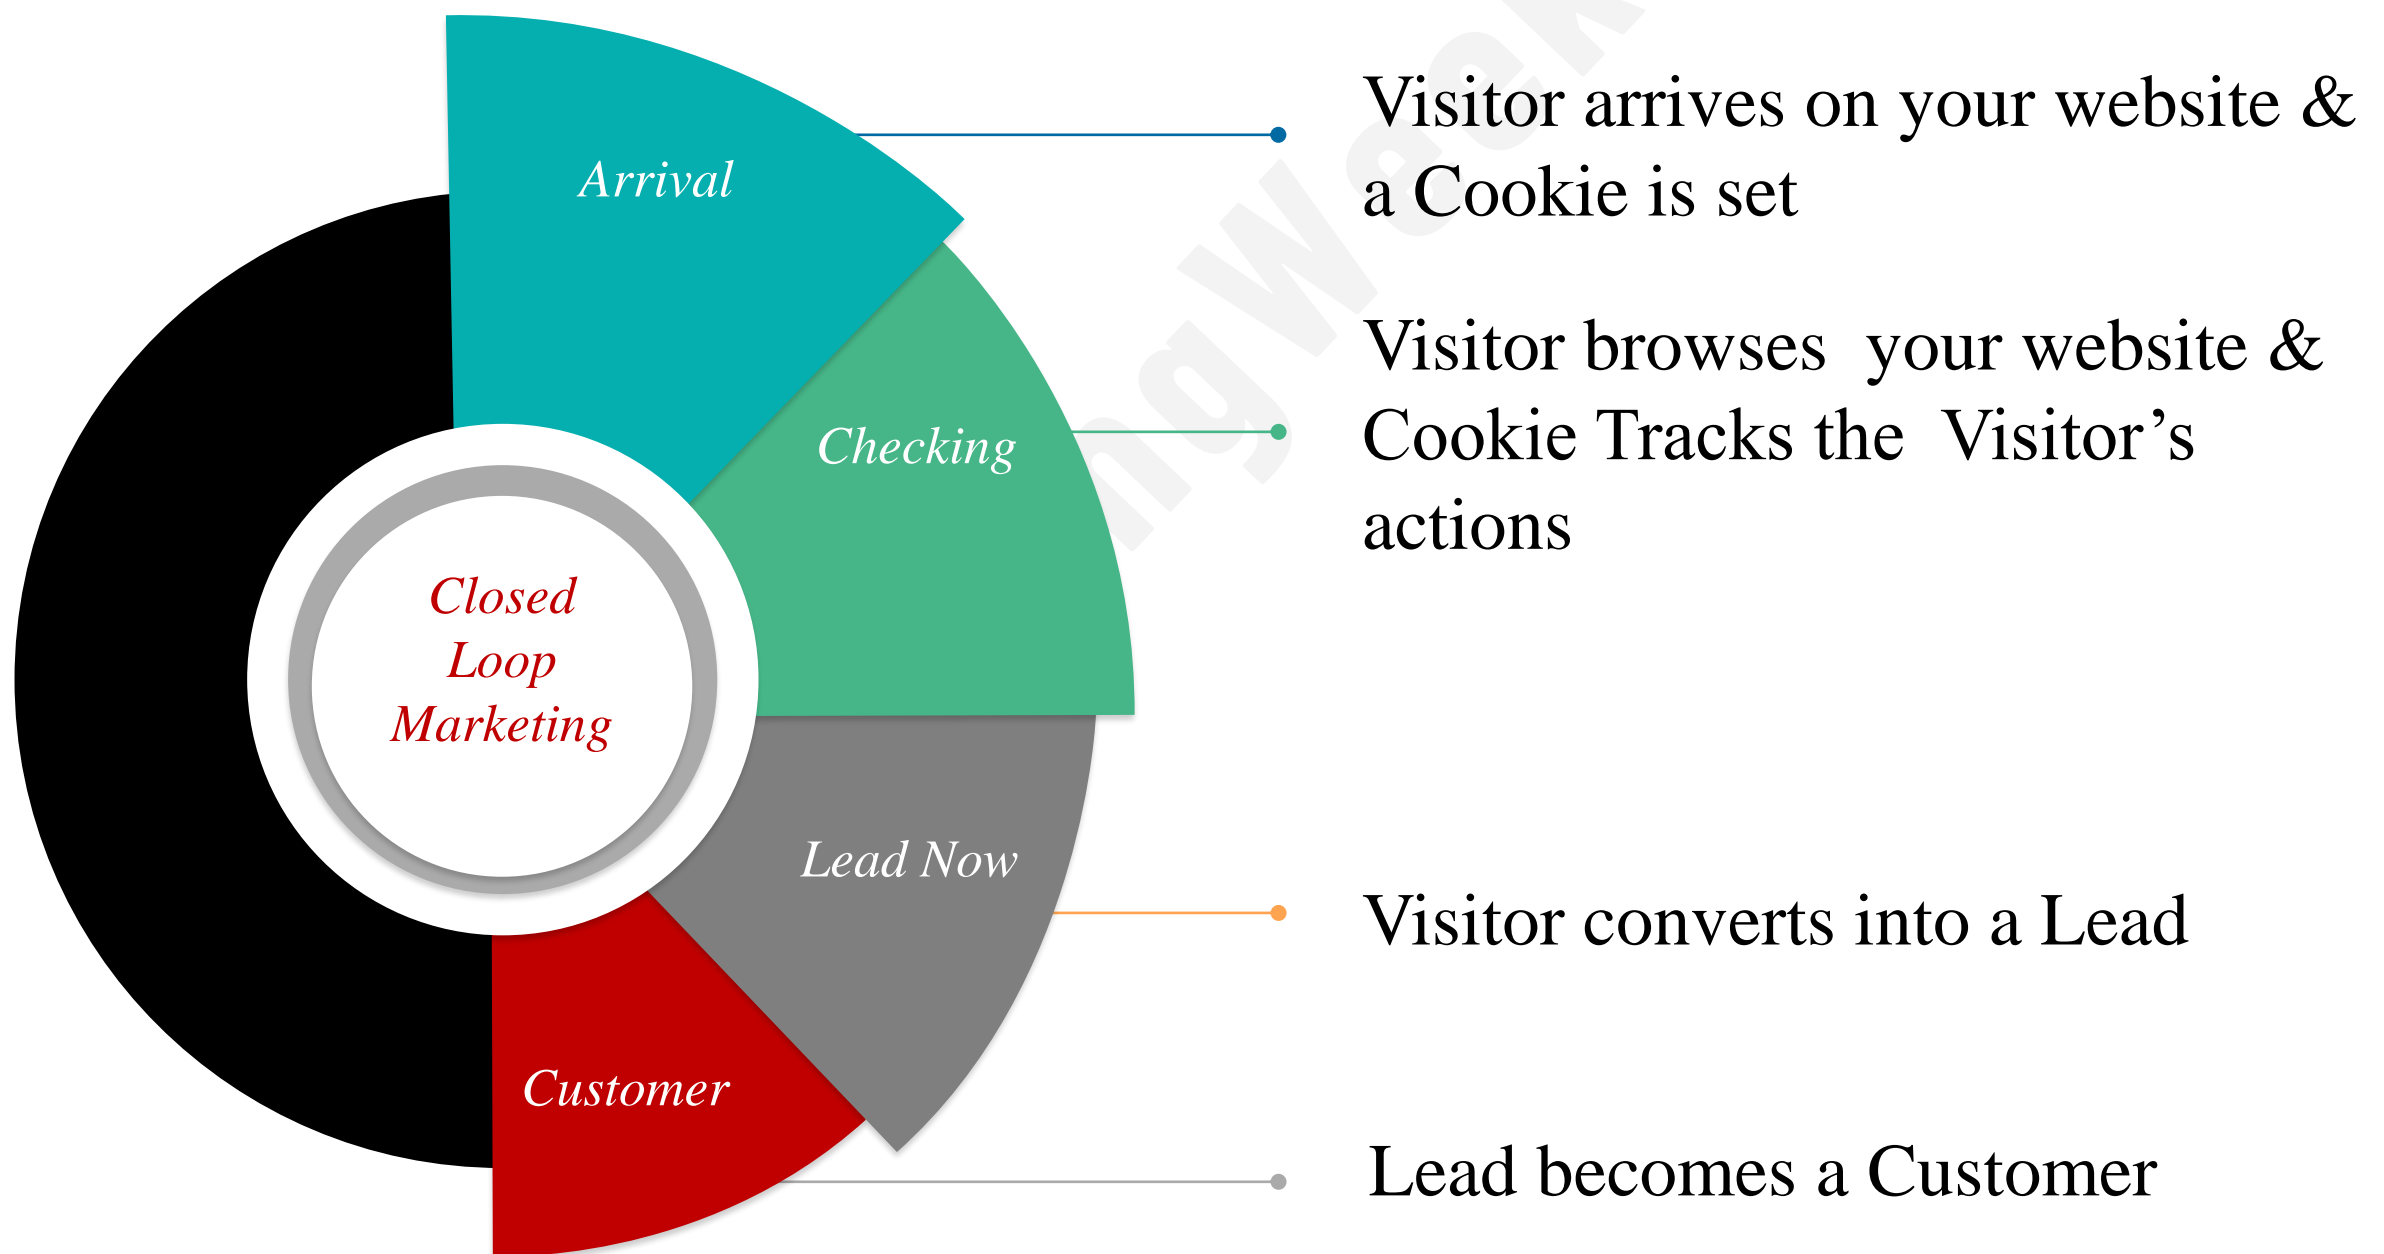 Arrival
Visitor arrives on your website &
a Cookie is set
Checking
Visitor browses  your website &
Cookie Tracks the  Visitor’s
actions
Closed
Loop
Marketing
Lead Now
Visitor converts into a Lead
Customer
Lead becomes a Customer
ngWeek